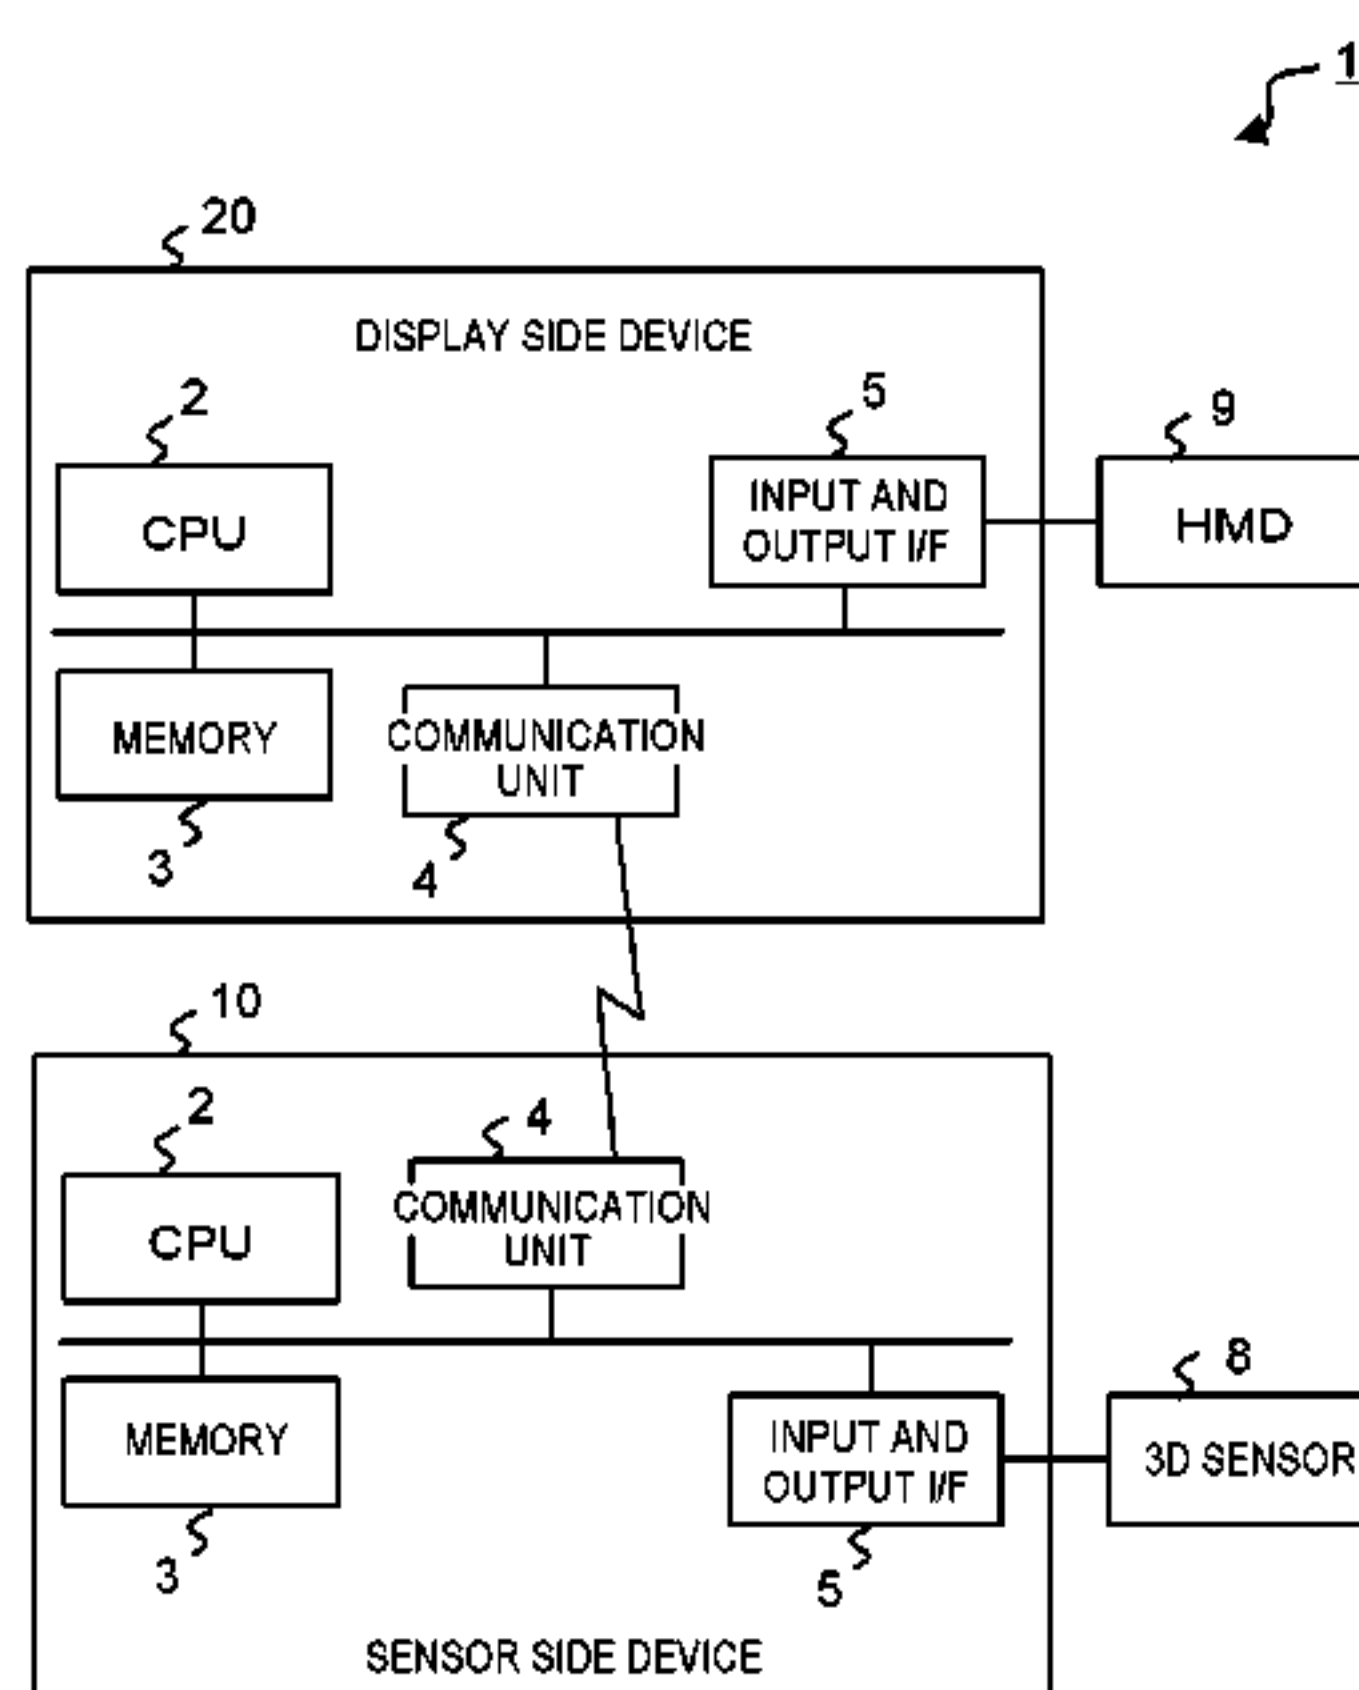 1
20
DISPLAY SIDE DEVICE
2
5
9
CPU
INPUT AND
OUTPUT I/F
HMD
MEMORY
COMMUNICATION
UNIT
3
4
10
2
4
CPU
COMMUNICATION
UNIT
8
MEMORY
INPUT AND
OUTPUT I/F
3D SENSOR
3
5
SENSOR SIDE DEVICE